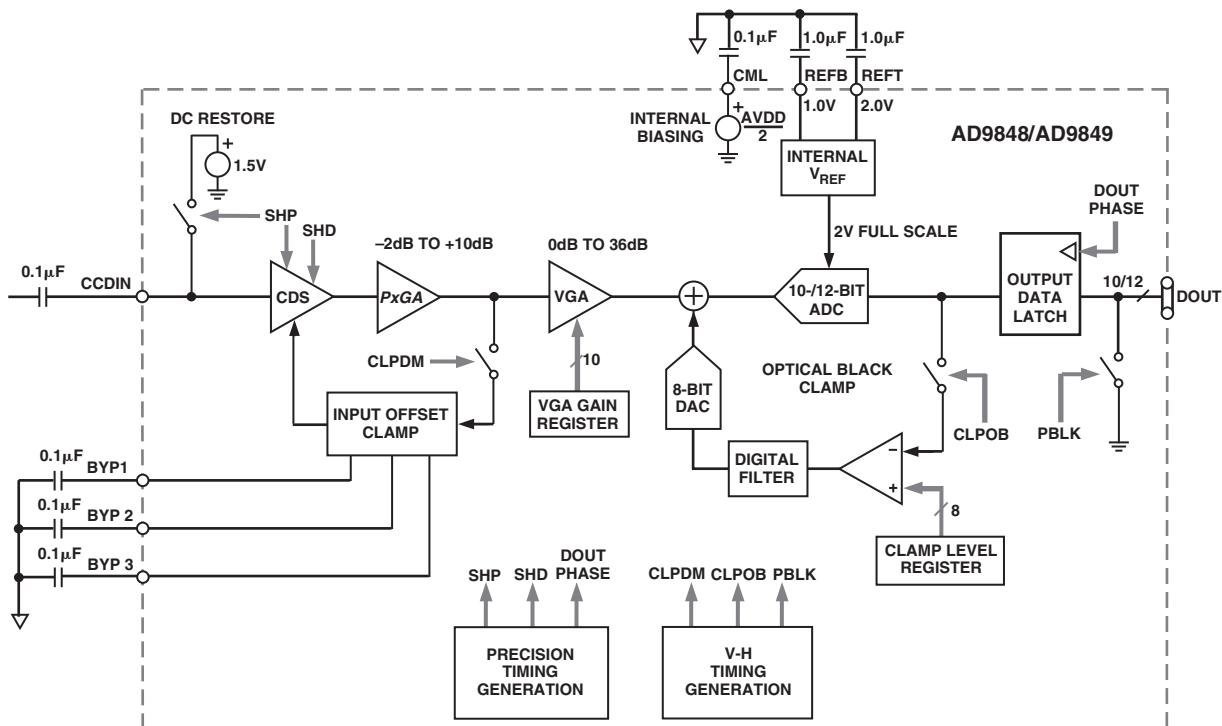 0.1μF
1.0μF
1.0μF
CML
REFB
REFT
DC RESTORE
+
1.5V
INTERNAL
BIASING
+
AVDD
2
1.0V
2.0V
AD9848/AD9849
INTERNAL
VREF
DOUT
PHASE
SHP
SHD
–2dB TO +10dB
0dB TO 36dB
2V FULL SCALE
0.1μF
CCDIN
CDS
PxGA
VGA
+
10-/12-BIT
ADC
OUTPUT
DATA
LATCH
10/12
DOUT
CLPDM
10
8-BIT
DAC
OPTICAL BLACK
CLAMP
INPUT OFFSET
CLAMP
VGA GAIN
REGISTER
CLPOB
PBLK
0.1μF
BYP1
DIGITAL
FILTER
–
+
8
0.1μF
BYP 2
0.1μF
BYP 3
CLAMP LEVEL
REGISTER
SHP
SHD
DOUT
PHASE
CLPDM
CLPOB
PBLK
PRECISION
TIMING
GENERATION
V-H
TIMING
GENERATION